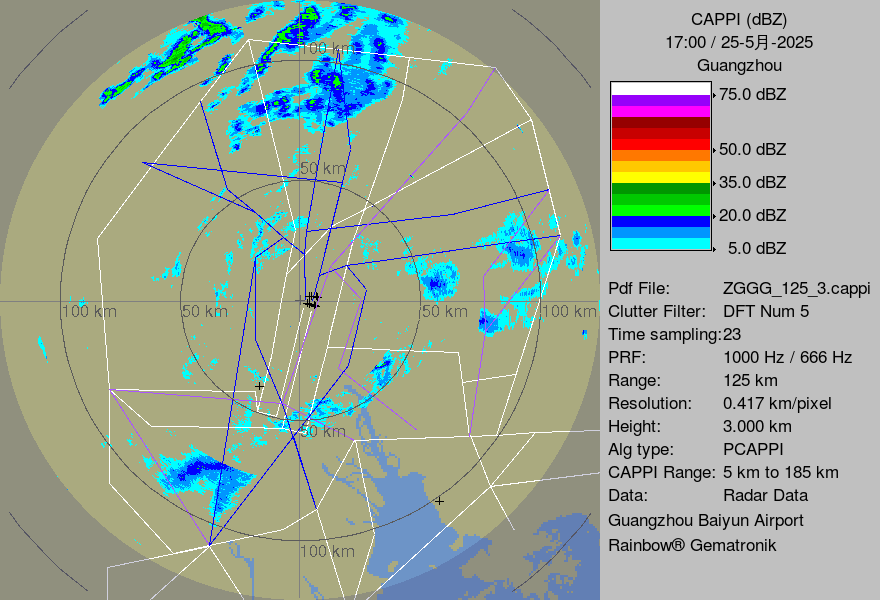 CAPPI (dBZ)
17:00 / 25-5月-2025
Guangzhou
75.0 dBZ
50.0 dBZ
35.0 dBZ
20.0 dBZ
5.0 dBZ
Pdf File: ZGGG_125_3.cappi
Clutter Filter: DFT Num 5
Time sampling:23
PRF: 1000 Hz / 666 Hz
Range: 125 km
Resolution: 0.417 km/pixel
Height: 3.000 km
Alg type: PCAPPI
CAPPI Range: 5 km to 185 km
Data: Radar Data
Guangzhou Baiyun Airport
Rainbow® Gematronik
100 km
50 km
100 km
50 km
50 km
100 km
50 km
100 km